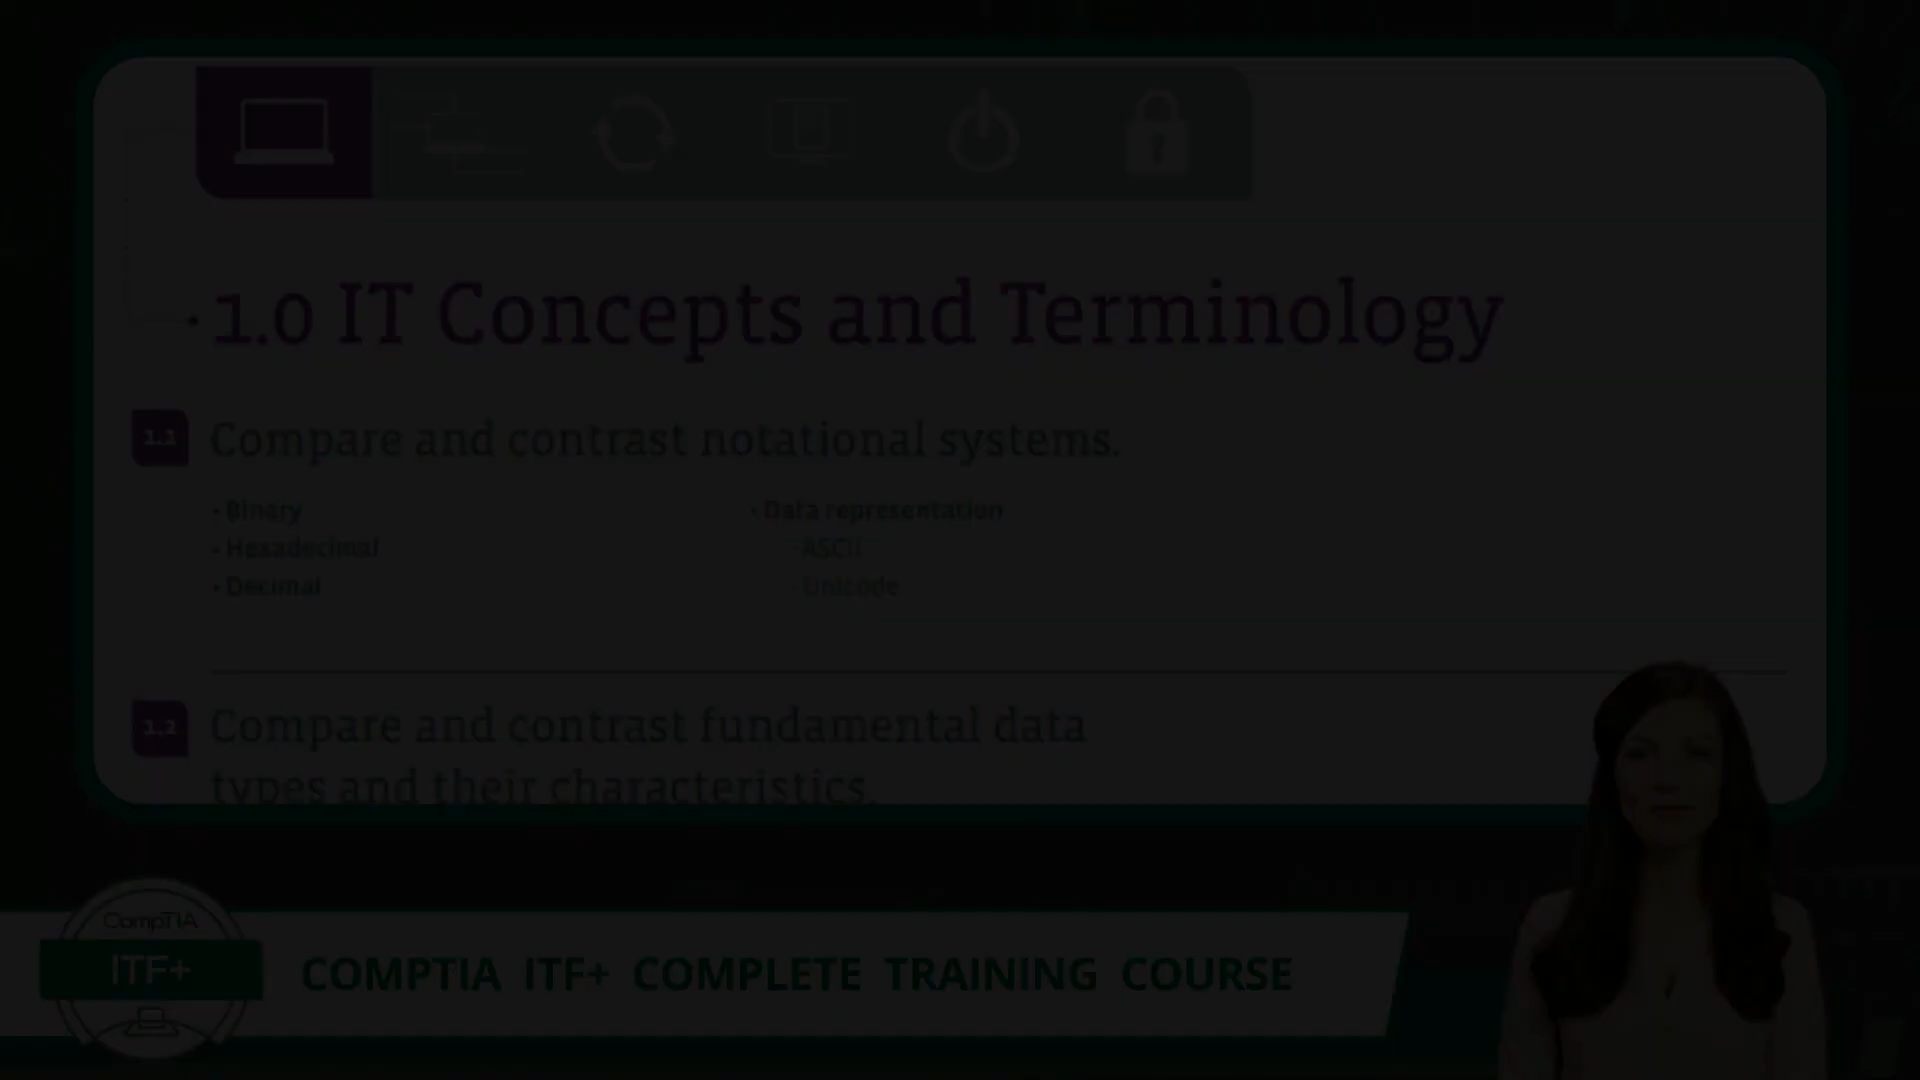 1.0 IT Concepts and Terminology
1.1 Compare and contrast notational systems.
• Binary
• Hexadecimal
• Decimal
• Data representation
- ASCII
- Unicode
1.2 Compare and contrast fundamental data
types and their characteristics.
CompTIA
ITF+
COMPTIA ITF+ COMPLETE TRAINING COURSE